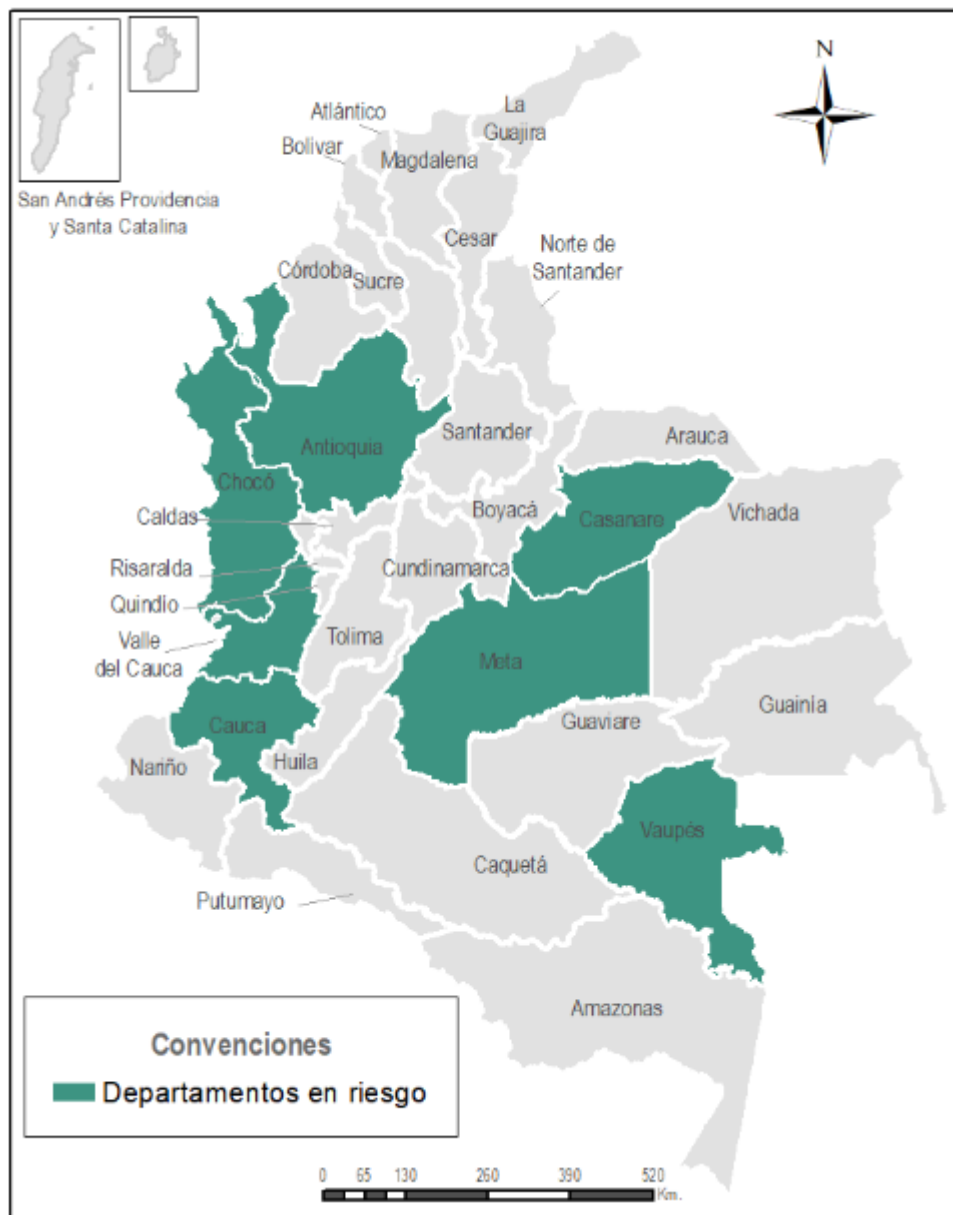 N
San Andrés Providencia
y Santa Catalina
Atlántico
La
Guajira
Bolivar
Magdalena
Cesar
Norte de
Santander
Córdoba
Sucre
Antioquia
Santander
Arauca
Chocó
Caldas
Boyacá
Casanare
Vichada
Risaralda
Cundinamarca
Quindío
Tolima
Valle
del Cauca
Meta
Guainía
Cauca
Guaviare
Nariño
Huila
Vaupés
Caquetá
Putumayo
Amazonas
Convenciones
Departamentos en riesgo
0 65 130 260 390 520
Km.